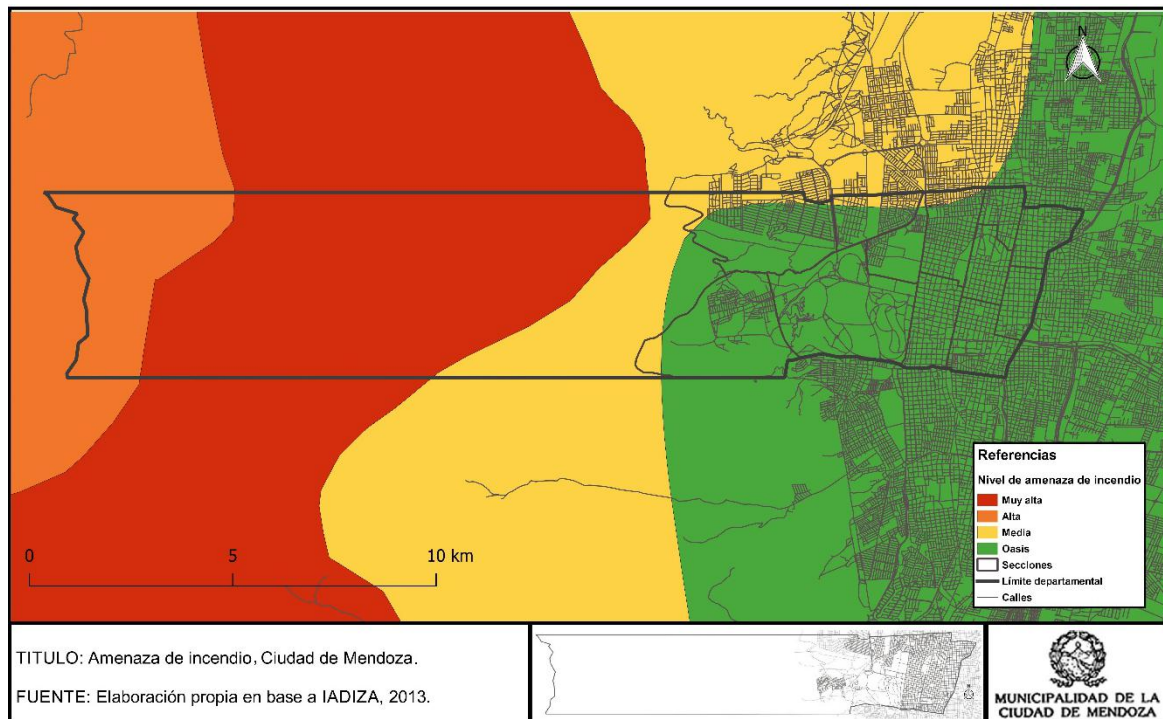 N
Referencias
Nivel de amenaza de incendio
Muy alta
Alta
Media
Oasis
Secciones
Límite departamental
Calles
0 5 10 km
TITULO: Amenaza de incendio, Ciudad de Mendoza.
FUENTE: Elaboración propia en base a IADIZA, 2013.
MUNICIPALIDAD DE LA
CIUDAD DE MENDOZA